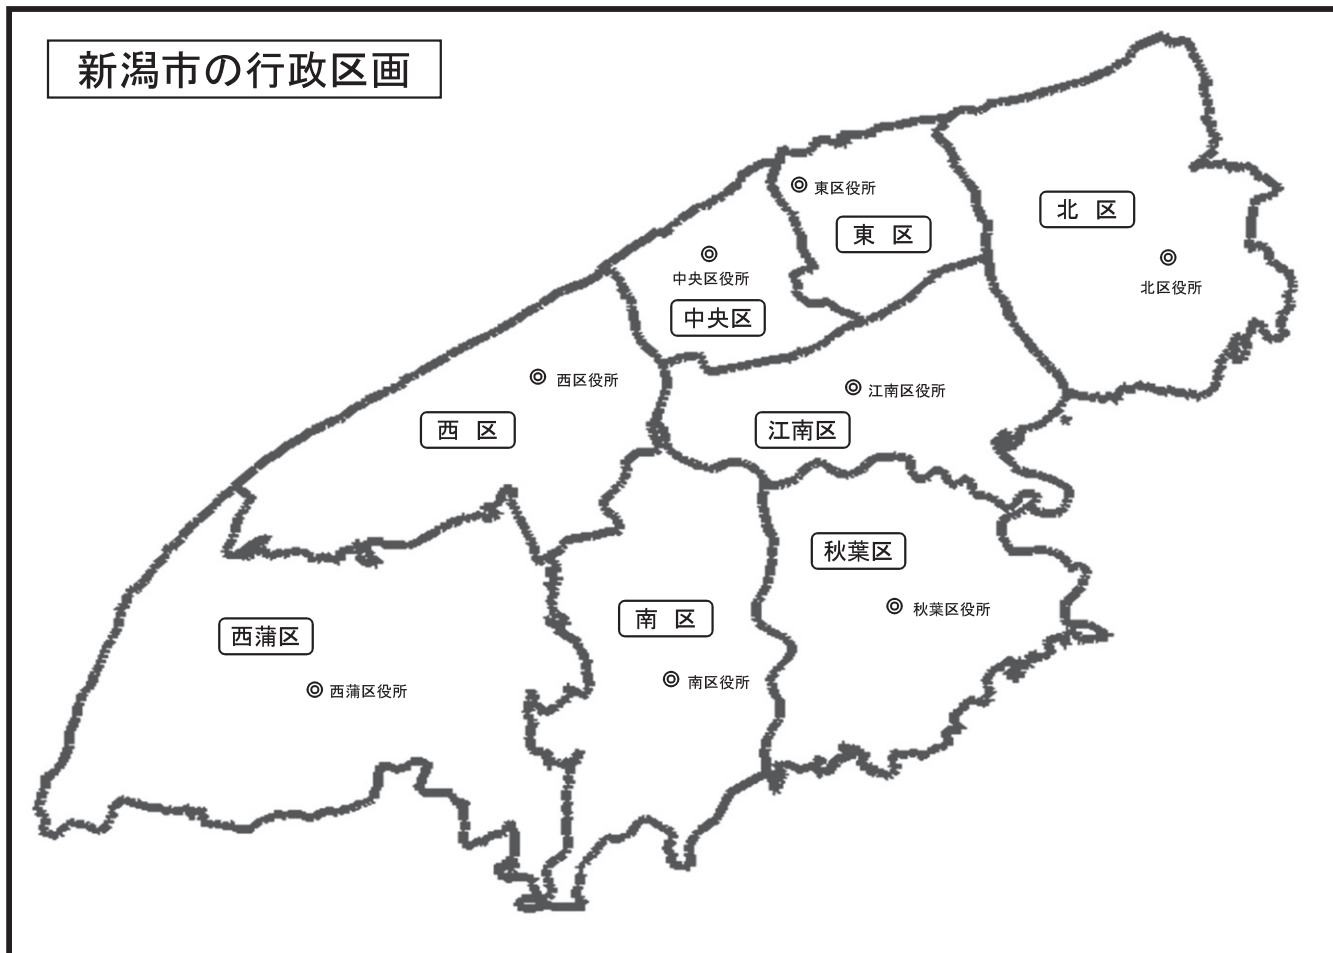 新潟市の行政区画
東区役所
北区
東区
中央区役所
北区役所
中央区
西区役所
江南区役所
西区
江南区
秋葉区
秋葉区役所
南区
西蒲区
南区役所
西蒲区役所